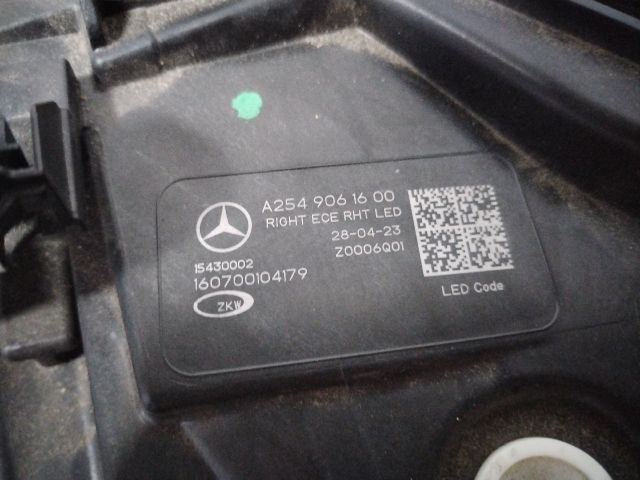 A254 906 16 00
RIGHT ECE RHT LED
28-04-23
Z0006Q01
15430002
160700104179
ZKW
LED Code